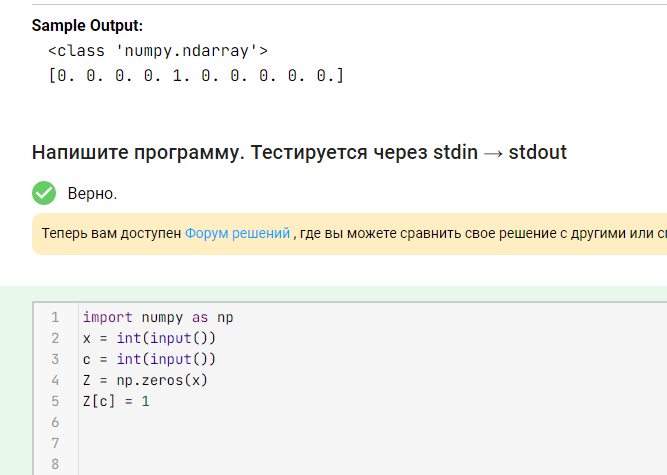 Sample Output:
<class 'numpy.ndarray'>
[0. 0. 0. 0. 1. 0. 0. 0. 0. 0.]
Напишите программу. Тестируется через stdin → stdout
Верно.
Теперь вам доступен Форум решений , где вы можете сравнить свое решение с другими или
1 import numpy as np
2 x = int(input())
3 c = int(input())
4 Z = np.zeros(x)
5 Z[c] = 1
6
7
8